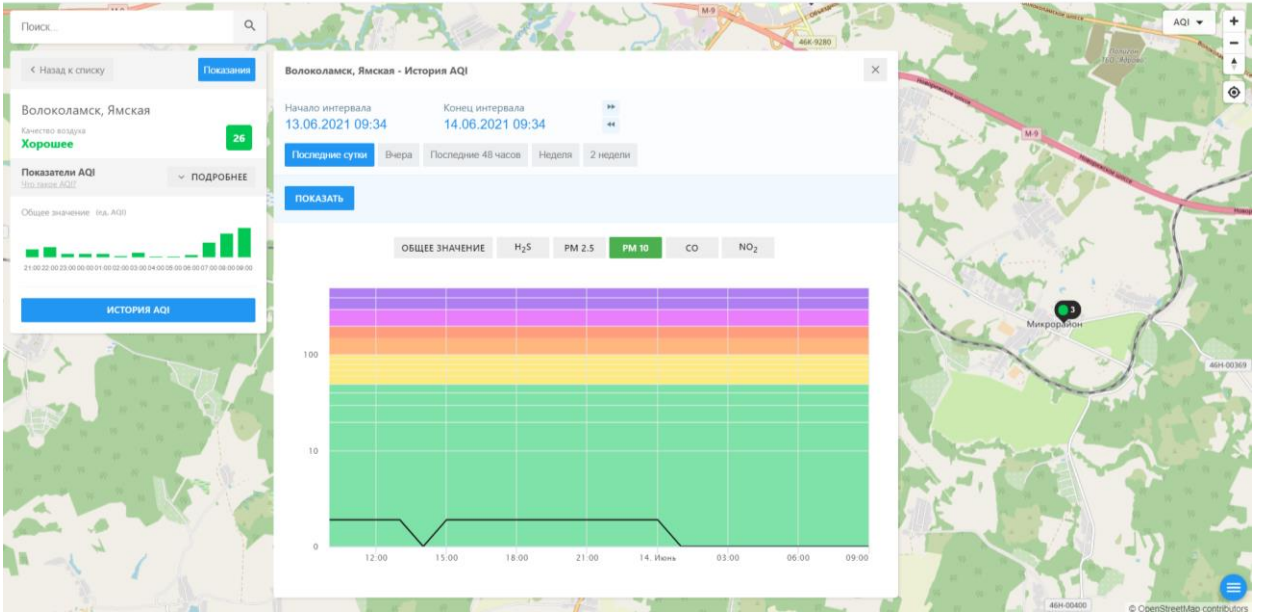 Поиск...
AQI
M-9
46K-9280
Назад к списку
Показания
Волоколамск, Ямская - История AQI
Волоколамск, Ямская
Качество воздуха
Хорошее
26
Начало интервала
Конец интервала
13.06.2021 09:34
14.06.2021 09:34
Последние сутки
Вчера
Последние 48 часов
Неделя
2 недели
Показатели AQI
Что такое AQI?
ПОДРОБНЕЕ
ПОКАЗАТЬ
Общее значение (ед. AQI)
21:00 22:00 23:00 00:00 01:00 02:00 03:00 04:00 05:00 06:00 07:00 08:00 09:00
ИСТОРИЯ AQI
ОБЩЕЕ ЗНАЧЕНИЕ
H₂S
PM 2.5
PM 10
CO
NO₂
100
10
0
12:00
15:00
18:00
21:00
14. Июнь
03:00
06:00
09:00
M-9
3
Микрорайон
46H-00369
46H-00400
© OpenStreetMap contributors